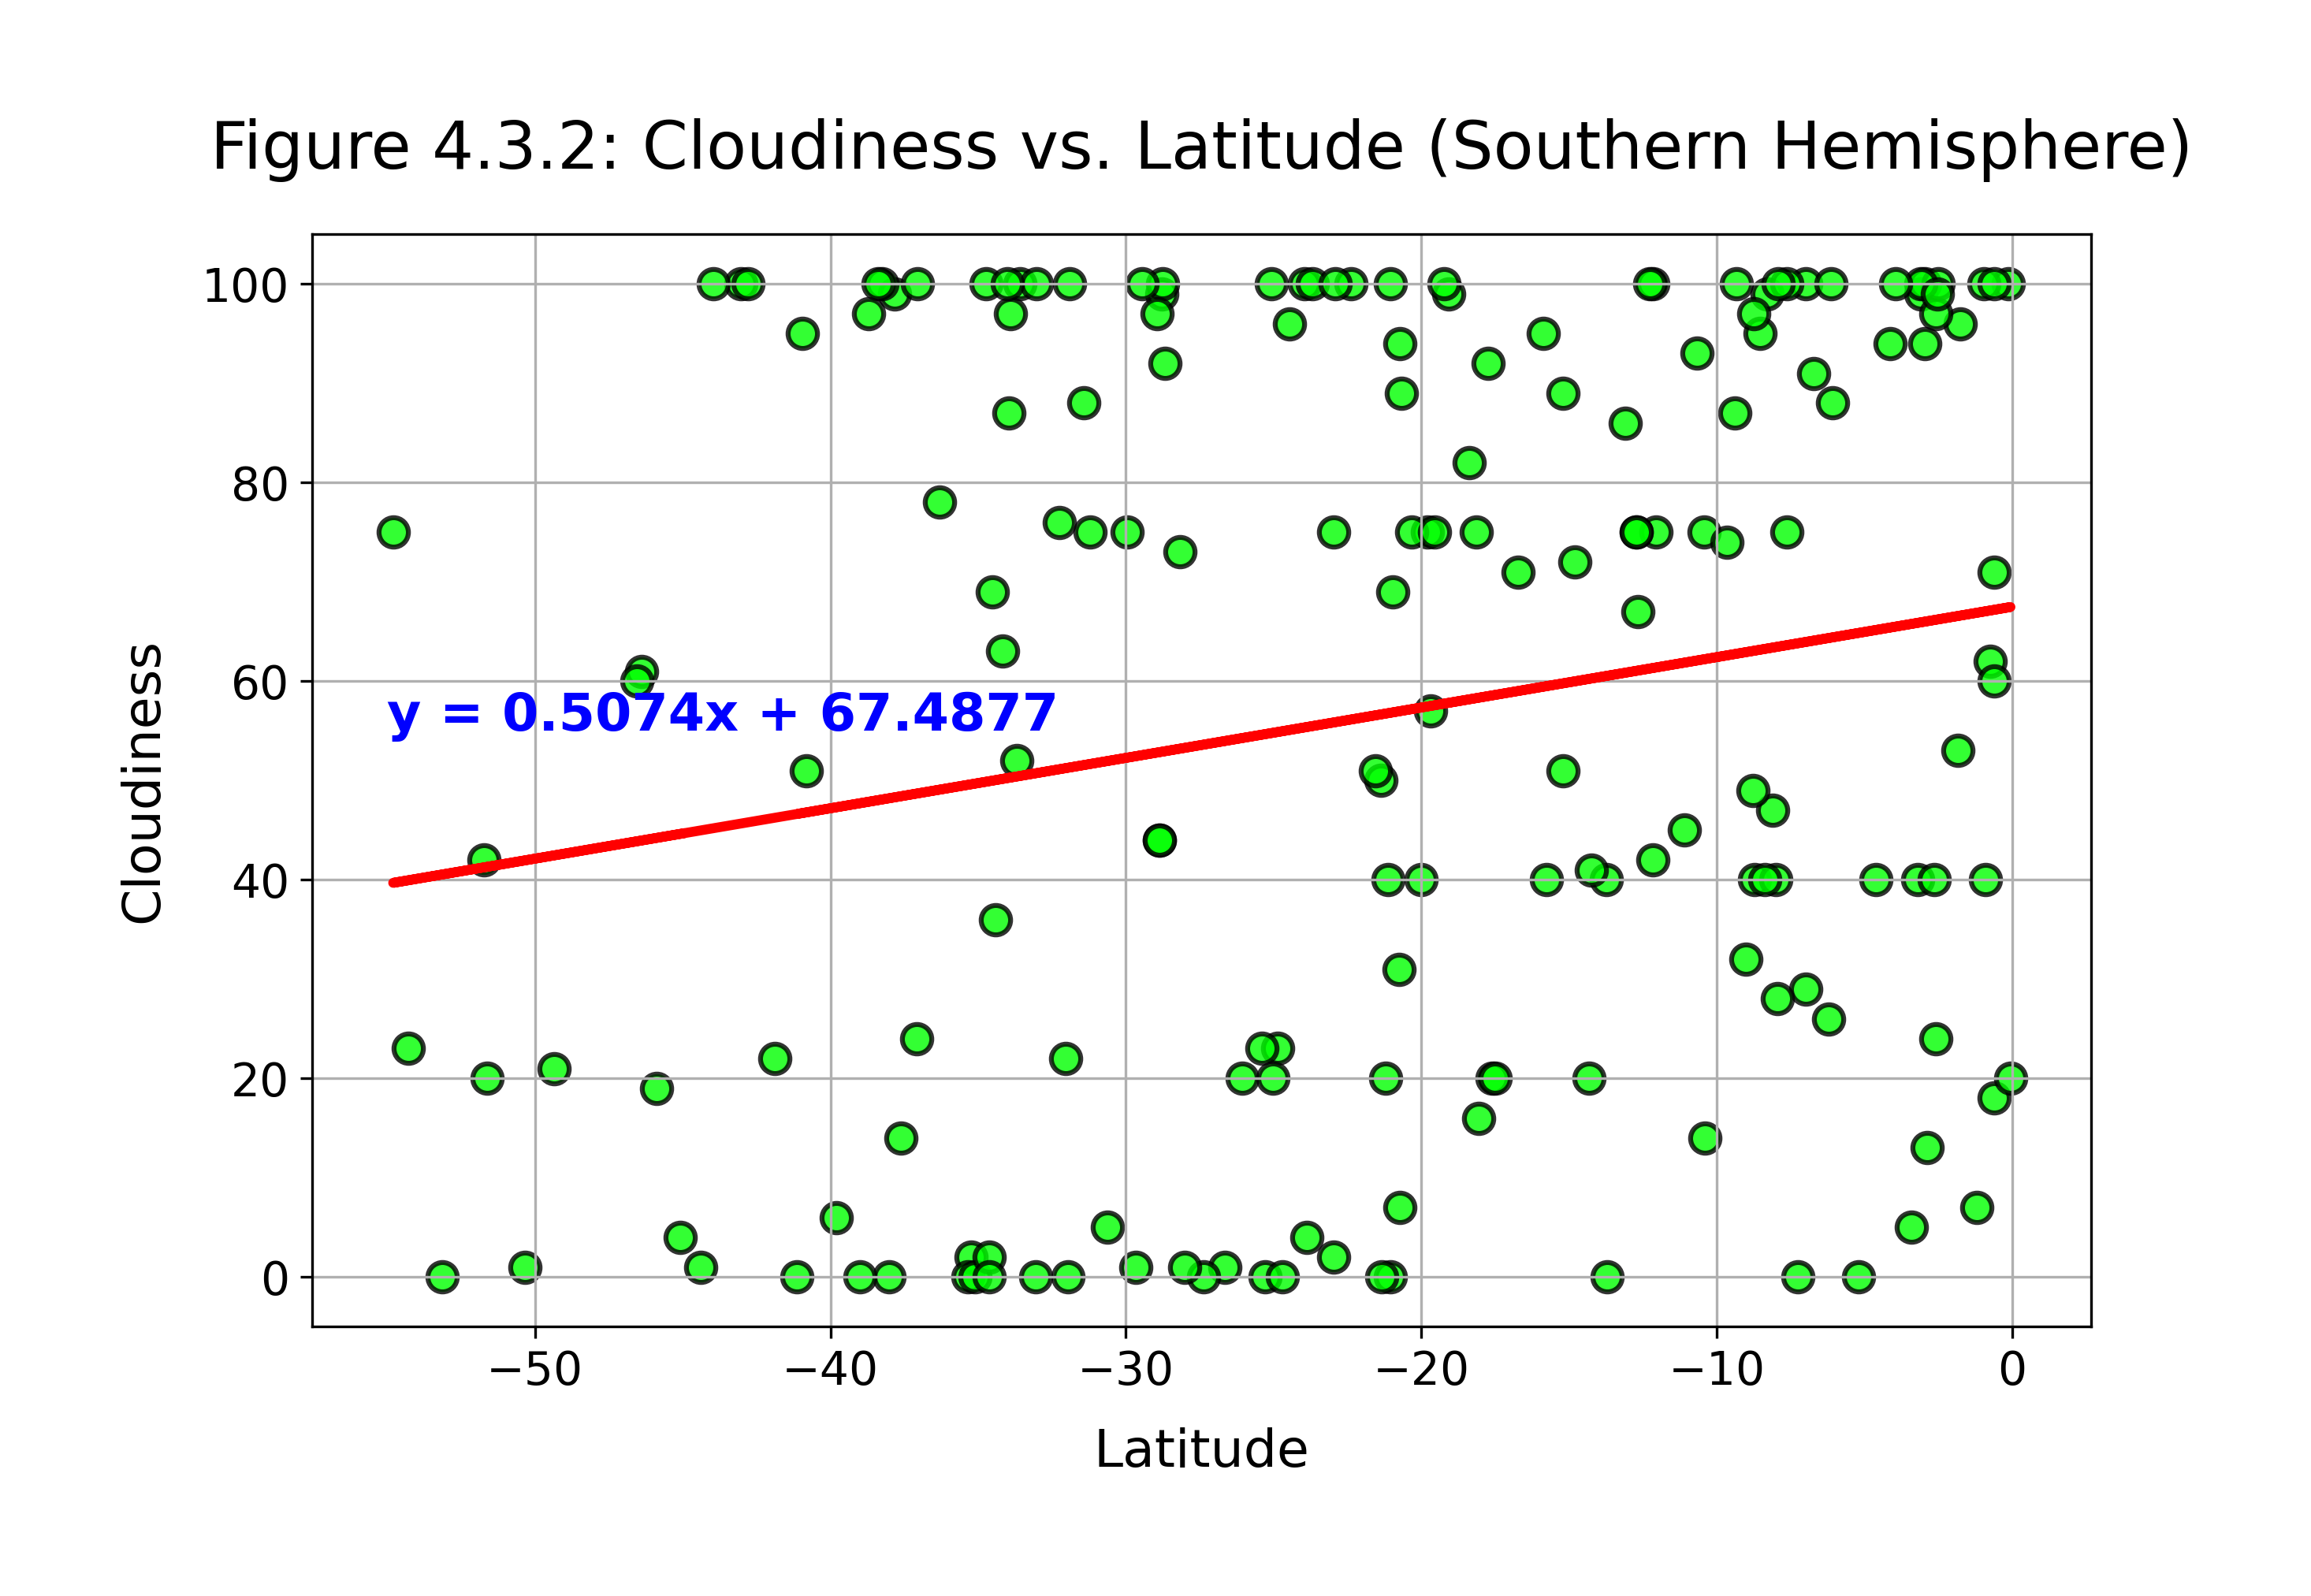 Figure 4.3.2: Cloudiness vs. Latitude (Southern Hemisphere)
100
80
60
40
20
0
Cloudiness
y = 0.5074x + 67.4877
−50 −40 −30 −20 −10 0
Latitude